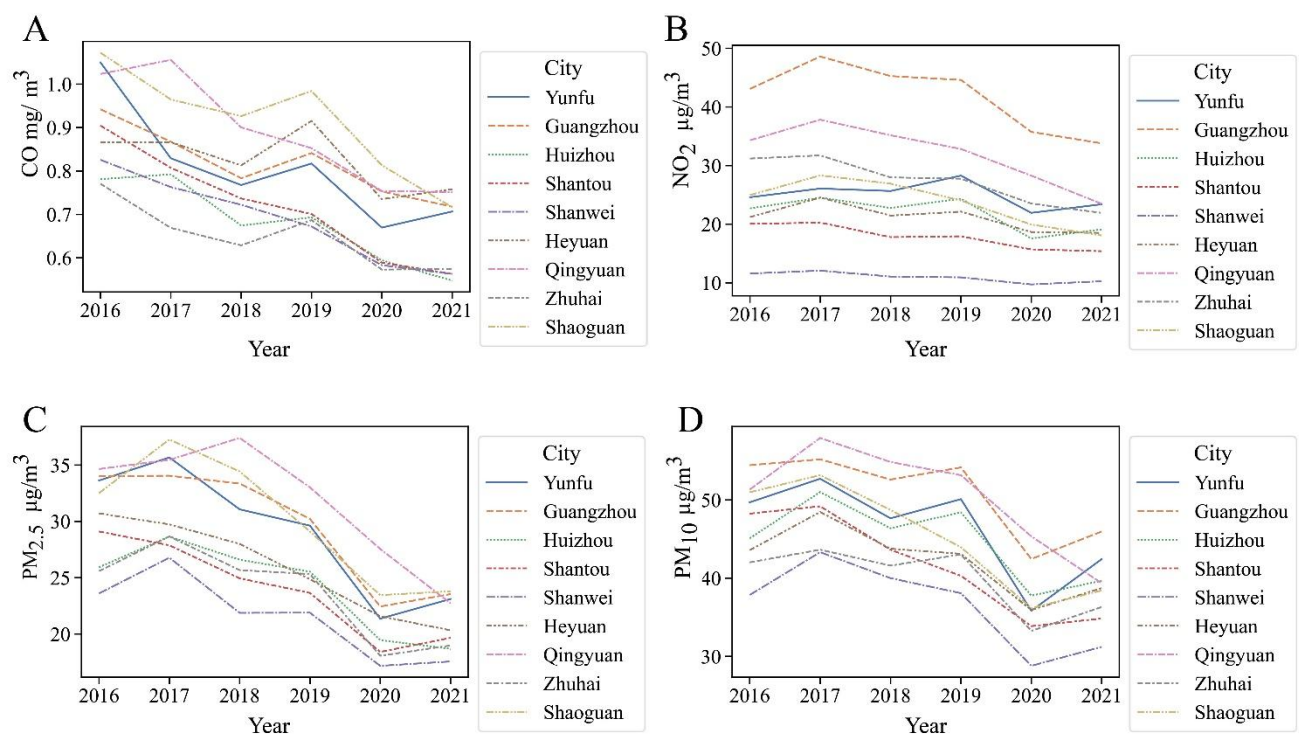 A
CO mg/ m3
1.0
0.9
0.8
0.7
0.6
2016 2017 2018 2019 2020 2021
Year
City
Yunfu
Guangzhou
Huizhou
Shantou
Shanwei
Heyuan
Qingyuan
Zhuhai
Shaoguan
B
NO2 µg/m3
50
40
30
20
10
2016 2017 2018 2019 2020 2021
Year
City
Yunfu
Guangzhou
Huizhou
Shantou
Shanwei
Heyuan
Qingyuan
Zhuhai
Shaoguan
C
PM2.5 µg/m3
35
30
25
20
2016 2017 2018 2019 2020 2021
Year
City
Yunfu
Guangzhou
Huizhou
Shantou
Shanwei
Heyuan
Qingyuan
Zhuhai
Shaoguan
D
PM10 µg/m3
50
40
30
2016 2017 2018 2019 2020 2021
Year
City
Yunfu
Guangzhou
Huizhou
Shantou
Shanwei
Heyuan
Qingyuan
Zhuhai
Shaoguan